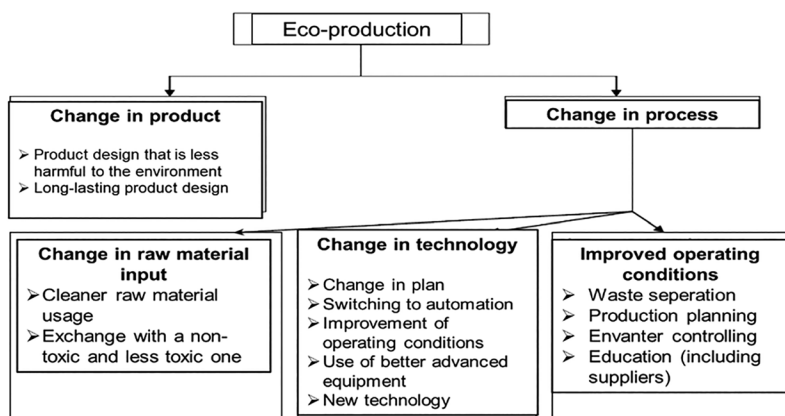 Eco-production
Change in product
➢ Product design that is less
harmful to the environment
➢ Long-lasting product design
Change in process
Change in raw material
input
➢ Cleaner raw material
usage
➢ Exchange with a non-
toxic and less toxic one
Change in technology
➢ Change in plan
➢ Switching to automation
➢ Improvement of
operating conditions
➢ Use of better advanced
equipment
➢ New technology
Improved operating
conditions
➢ Waste seperation
➢ Production planning
➢ Envanter controlling
➢ Education (including
suppliers)